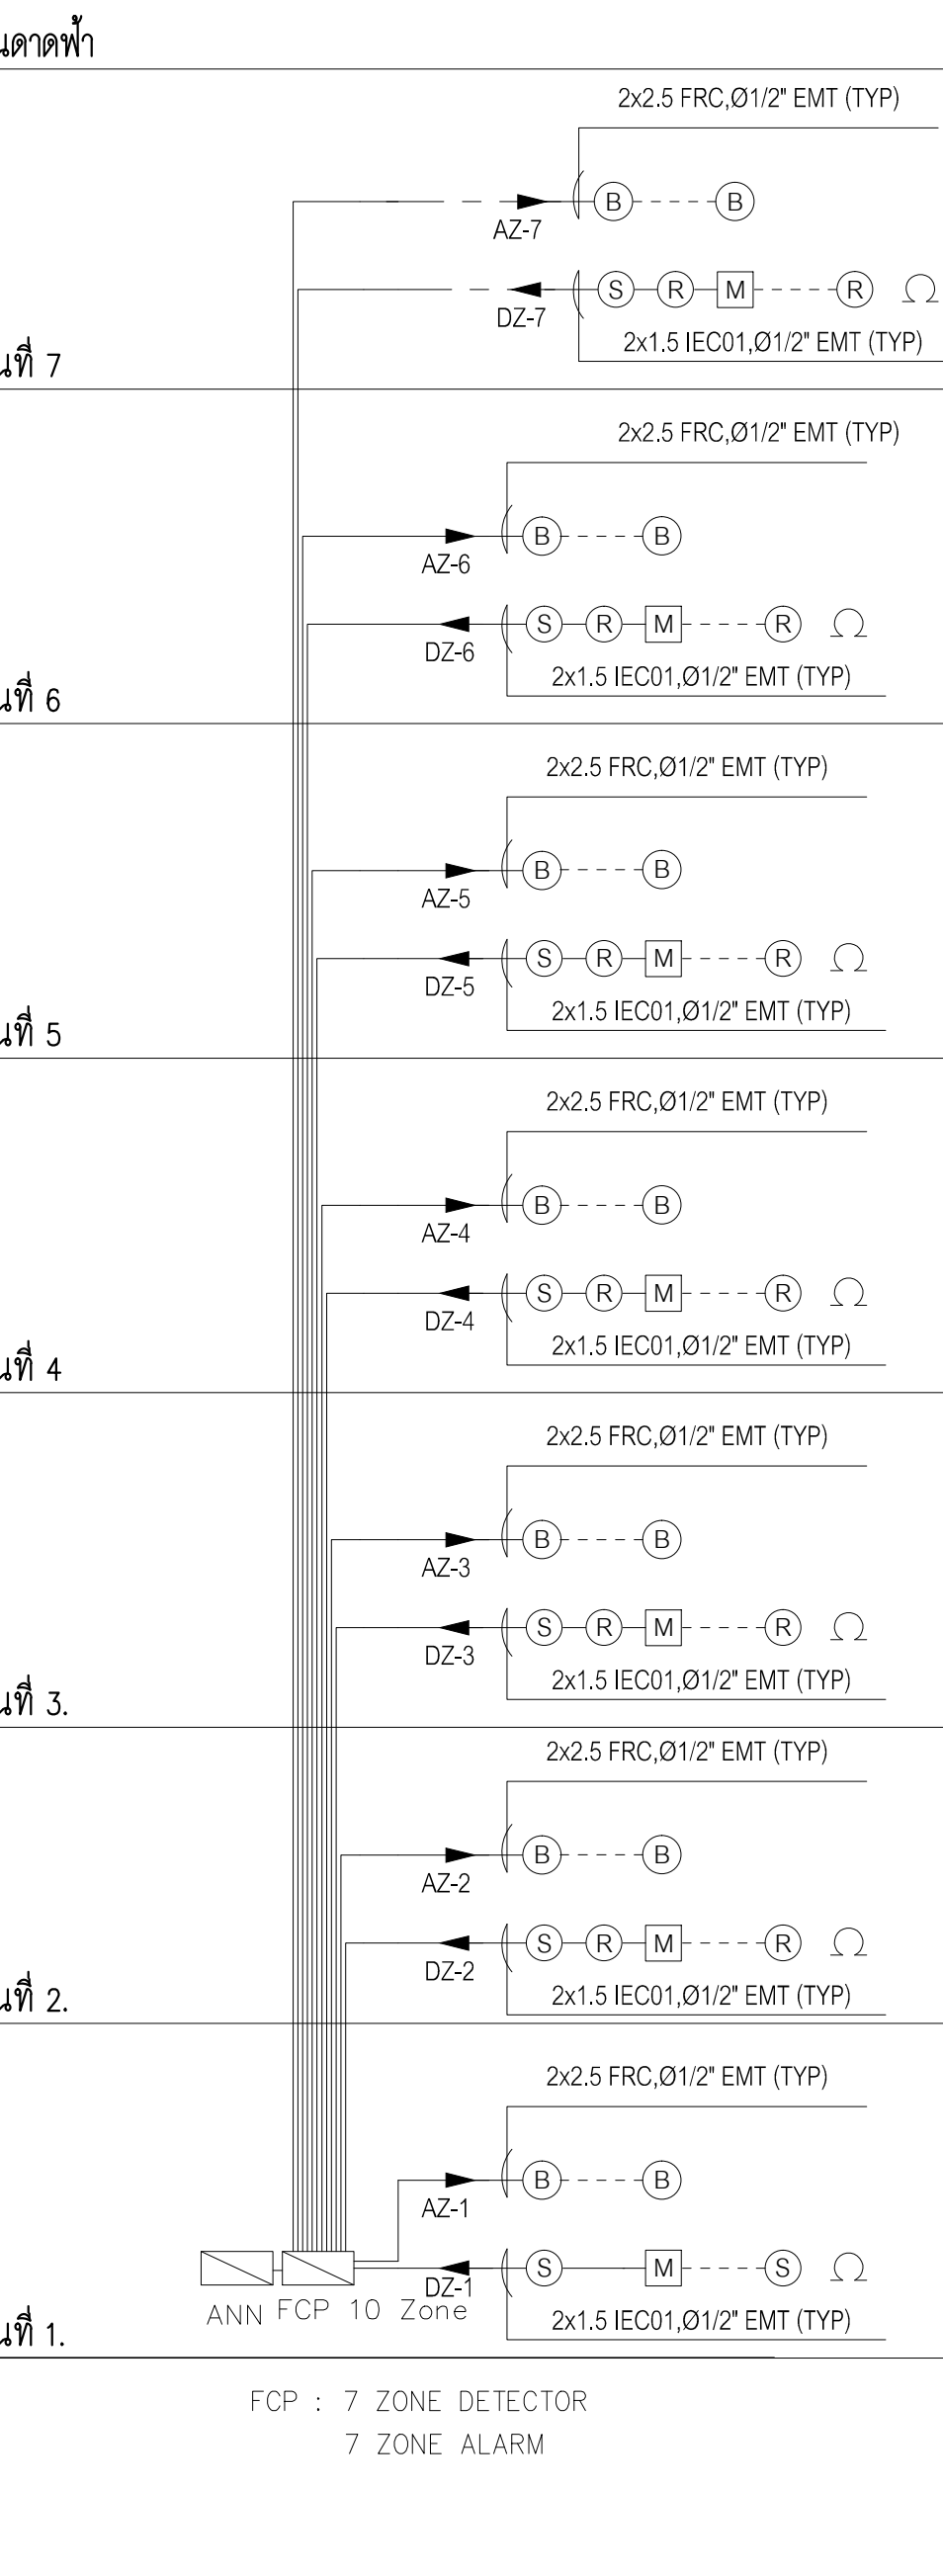 นดาดฟ้า
2x2.5 FRC,Ø1/2" EMT (TYP)
B B
AZ-7
S R M R Ω
DZ-7
2x1.5 IEC01,Ø1/2" EMT (TYP)
นที่ 7
2x2.5 FRC,Ø1/2" EMT (TYP)
B B
AZ-6
S R M R Ω
DZ-6
2x1.5 IEC01,Ø1/2" EMT (TYP)
นที่ 6
2x2.5 FRC,Ø1/2" EMT (TYP)
B B
AZ-5
S R M R Ω
DZ-5
2x1.5 IEC01,Ø1/2" EMT (TYP)
นที่ 5
2x2.5 FRC,Ø1/2" EMT (TYP)
B B
AZ-4
S R M R Ω
DZ-4
2x1.5 IEC01,Ø1/2" EMT (TYP)
นที่ 4
2x2.5 FRC,Ø1/2" EMT (TYP)
B B
AZ-3
S R M R Ω
DZ-3
2x1.5 IEC01,Ø1/2" EMT (TYP)
นที่ 3.
2x2.5 FRC,Ø1/2" EMT (TYP)
B B
AZ-2
S R M R Ω
DZ-2
2x1.5 IEC01,Ø1/2" EMT (TYP)
นที่ 2.
2x2.5 FRC,Ø1/2" EMT (TYP)
B B
AZ-1
S M S Ω
DZ-1
ANN FCP 10 Zone
2x1.5 IEC01,Ø1/2" EMT (TYP)
นที่ 1.
FCP : 7 ZONE DETECTOR
7 ZONE ALARM